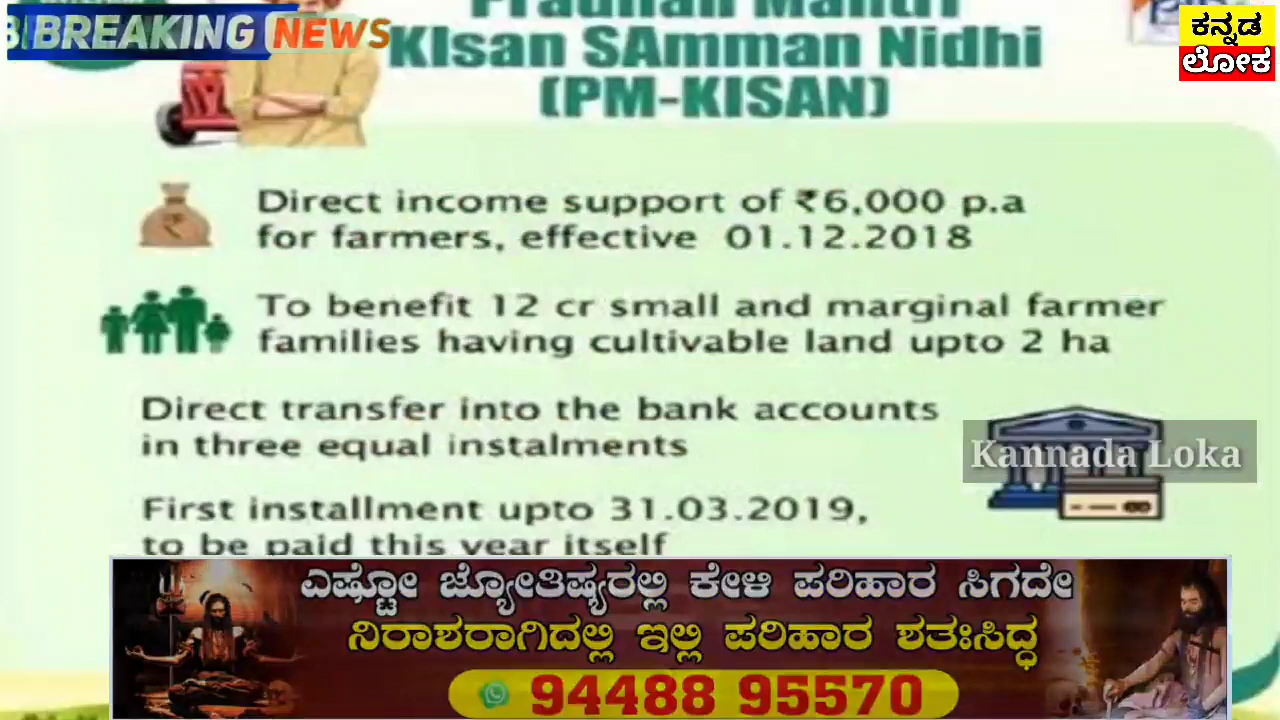 BREAKING NEWS
ಕನ್ನಡ
ಲೋಕ
Pradhan Mantri
KIsan SAmman Nidhi
(PM-KISAN)
Direct income support of ₹6,000 p.a
for farmers, effective 01.12.2018
To benefit 12 cr small and marginal farmer
families having cultivable land upto 2 ha
Direct transfer into the bank accounts
in three equal instalments
Kannada Loka
First installment upto 31.03.2019,
to be paid this year itself
ಎಷ್ಟೋ ಜ್ಯೋತಿಷ್ಯರಲ್ಲಿ ಕೇಳಿ ಪರಿಹಾರ ಸಿಗದೇ
ನಿರಾಶರಾಗಿದಲ್ಲಿ ಇಲ್ಲಿ ಪರಿಹಾರ ಶತಃಸಿದ್ಧ
94488 95570